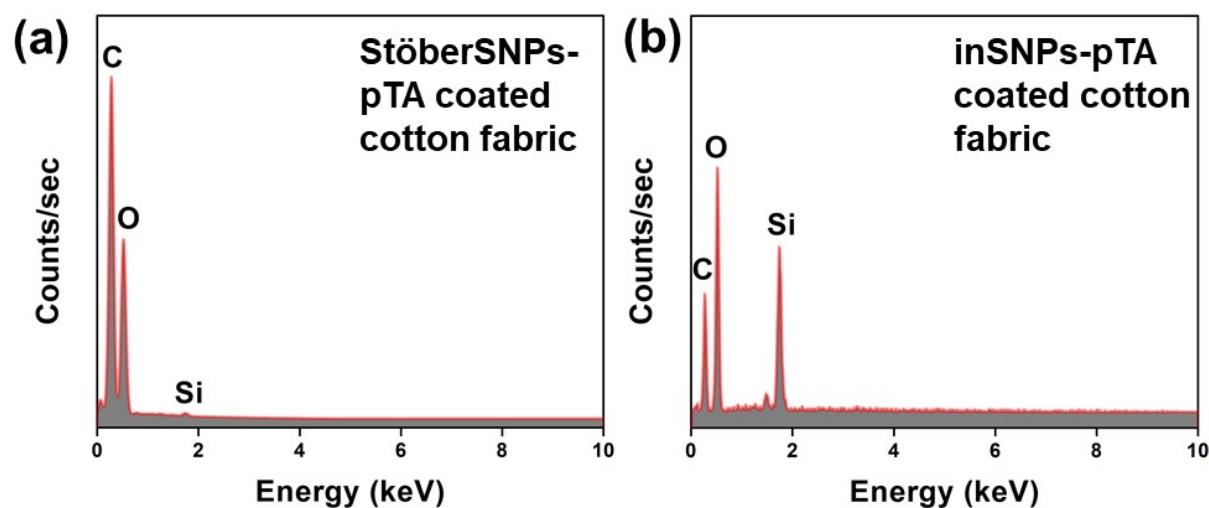 (a)
StöberSNPs-
pTA coated
cotton fabric
C
O
Si
Counts/sec
0 2 4 6 8 10
Energy (keV)
(b)
inSNPs-pTA
coated cotton
fabric
C
O
Si
Counts/sec
0 2 4 6 8 10
Energy (keV)